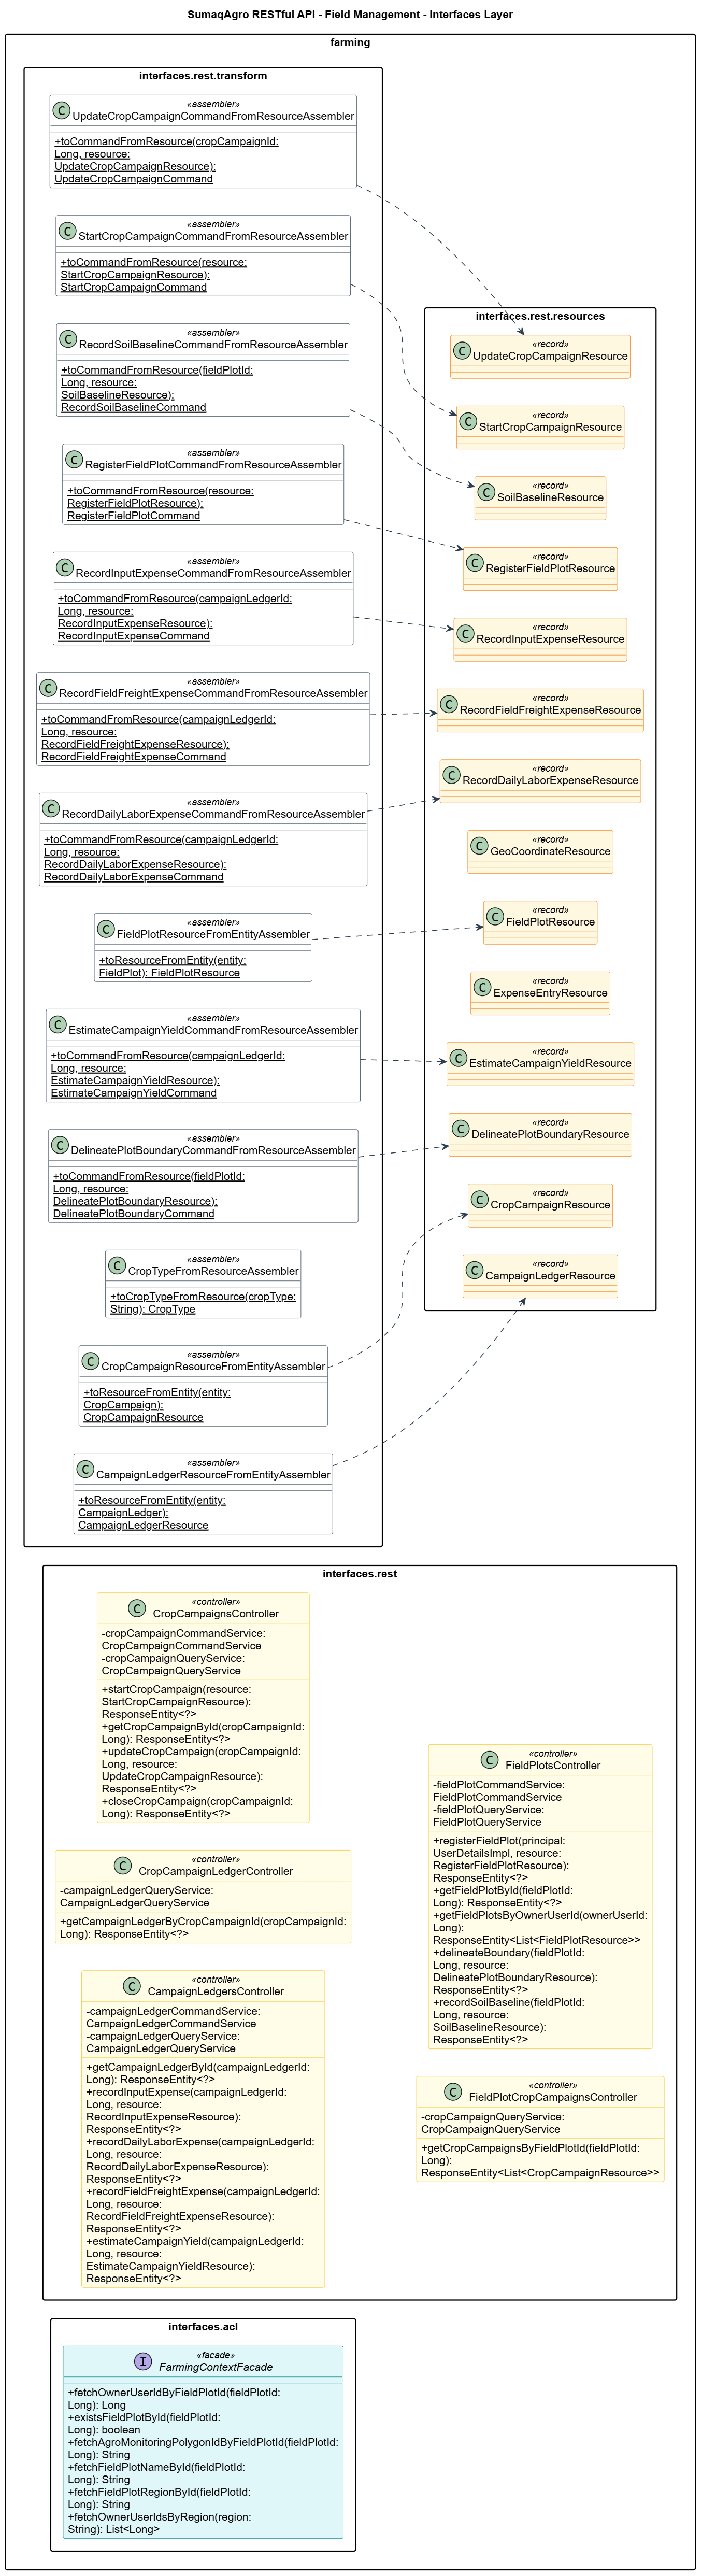 SumaqAgro RESTful API - Field Management - Interfaces Layer
farming
interfaces.rest.transform
«assembler»
C UpdateCropCampaignCommandFromResourceAssembler
+toCommandFromResource(cropCampaignId:
Long, resource:
UpdateCropCampaignResource):
UpdateCropCampaignCommand
«assembler»
C StartCropCampaignCommandFromResourceAssembler
+toCommandFromResource(resource:
StartCropCampaignResource):
StartCropCampaignCommand
«assembler»
C RecordSoilBaselineCommandFromResourceAssembler
+toCommandFromResource(fieldPlotId:
Long, resource:
SoilBaselineResource):
RecordSoilBaselineCommand
«assembler»
C RegisterFieldPlotCommandFromResourceAssembler
+toCommandFromResource(resource:
RegisterFieldPlotResource):
RegisterFieldPlotCommand
«assembler»
C RecordInputExpenseCommandFromResourceAssembler
+toCommandFromResource(campaignLedgerId:
Long, resource:
RecordInputExpenseResource):
RecordInputExpenseCommand
«assembler»
C RecordFieldFreightExpenseCommandFromResourceAssembler
+toCommandFromResource(campaignLedgerId:
Long, resource:
RecordFieldFreightExpenseResource):
RecordFieldFreightExpenseCommand
«assembler»
C RecordDailyLaborExpenseCommandFromResourceAssembler
+toCommandFromResource(campaignLedgerId:
Long, resource:
RecordDailyLaborExpenseResource):
RecordDailyLaborExpenseCommand
«assembler»
C FieldPlotResourceFromEntityAssembler
+toResourceFromEntity(entity:
FieldPlot): FieldPlotResource
«assembler»
C EstimateCampaignYieldCommandFromResourceAssembler
+toCommandFromResource(campaignLedgerId:
Long, resource:
EstimateCampaignYieldResource):
EstimateCampaignYieldCommand
«assembler»
C DelineatePlotBoundaryCommandFromResourceAssembler
+toCommandFromResource(fieldPlotId:
Long, resource:
DelineatePlotBoundaryResource):
DelineatePlotBoundaryCommand
«assembler»
C CropTypeFromResourceAssembler
+toCropTypeFromResource(cropType:
String): CropType
«assembler»
C CropCampaignResourceFromEntityAssembler
+toResourceFromEntity(entity:
CropCampaign):
CropCampaignResource
«assembler»
C CampaignLedgerResourceFromEntityAssembler
+toResourceFromEntity(entity:
CampaignLedger):
CampaignLedgerResource
interfaces.rest.resources
«record»
C UpdateCropCampaignResource
«record»
C StartCropCampaignResource
«record»
C SoilBaselineResource
«record»
C RegisterFieldPlotResource
«record»
C RecordInputExpenseResource
«record»
C RecordFieldFreightExpenseResource
«record»
C RecordDailyLaborExpenseResource
«record»
C GeoCoordinateResource
«record»
C FieldPlotResource
«record»
C ExpenseEntryResource
«record»
C EstimateCampaignYieldResource
«record»
C DelineatePlotBoundaryResource
«record»
C CropCampaignResource
«record»
C CampaignLedgerResource
interfaces.rest
«controller»
C CropCampaignsController
-cropCampaignCommandService:
CropCampaignCommandService
-cropCampaignQueryService:
CropCampaignQueryService
+startCropCampaign(resource:
StartCropCampaignResource):
ResponseEntity<?>
+getCropCampaignById(cropCampaignId:
Long): ResponseEntity<?>
+updateCropCampaign(cropCampaignId:
Long, resource:
UpdateCropCampaignResource):
ResponseEntity<?>
+closeCropCampaign(cropCampaignId:
Long): ResponseEntity<?>
«controller»
C CropCampaignLedgerController
-campaignLedgerQueryService:
CampaignLedgerQueryService
+getCampaignLedgerByCropCampaignId(cropCampaignId:
Long): ResponseEntity<?>
«controller»
C CampaignLedgersController
-campaignLedgerCommandService:
CampaignLedgerCommandService
-campaignLedgerQueryService:
CampaignLedgerQueryService
+getCampaignLedgerById(campaignLedgerId:
Long): ResponseEntity<?>
+recordInputExpense(campaignLedgerId:
Long, resource:
RecordInputExpenseResource):
ResponseEntity<?>
+recordDailyLaborExpense(campaignLedgerId:
Long, resource:
RecordDailyLaborExpenseResource):
ResponseEntity<?>
+recordFieldFreightExpense(campaignLedgerId:
Long, resource:
RecordFieldFreightExpenseResource):
ResponseEntity<?>
+estimateCampaignYield(campaignLedgerId:
Long, resource:
EstimateCampaignYieldResource):
ResponseEntity<?>
«controller»
C FieldPlotsController
-fieldPlotCommandService:
FieldPlotCommandService
-fieldPlotQueryService:
FieldPlotQueryService
+registerFieldPlot(principal:
UserDetailsImpl, resource:
RegisterFieldPlotResource):
ResponseEntity<?>
+getFieldPlotById(fieldPlotId:
Long): ResponseEntity<?>
+getFieldPlotsByOwnerUserId(ownerUserId:
Long):
ResponseEntity<List<FieldPlotResource>>
+delineateBoundary(fieldPlotId:
Long, resource:
DelineatePlotBoundaryResource):
ResponseEntity<?>
+recordSoilBaseline(fieldPlotId:
Long, resource:
SoilBaselineResource):
ResponseEntity<?>
«controller»
C FieldPlotCropCampaignsController
-cropCampaignQueryService:
CropCampaignQueryService
+getCropCampaignsByFieldPlotId(fieldPlotId:
Long):
ResponseEntity<List<CropCampaignResource>>
interfaces.acl
«facade»
I FarmingContextFacade
+fetchOwnerUserIdByFieldPlotId(fieldPlotId:
Long): Long
+existsFieldPlotById(fieldPlotId:
Long): boolean
+fetchAgroMonitoringPolygonIdByFieldPlotId(fieldPlotId:
Long): String
+fetchFieldPlotNameById(fieldPlotId:
Long): String
+fetchFieldPlotRegionById(fieldPlotId:
Long): String
+fetchOwnerUserIdsByRegion(region:
String): List<Long>